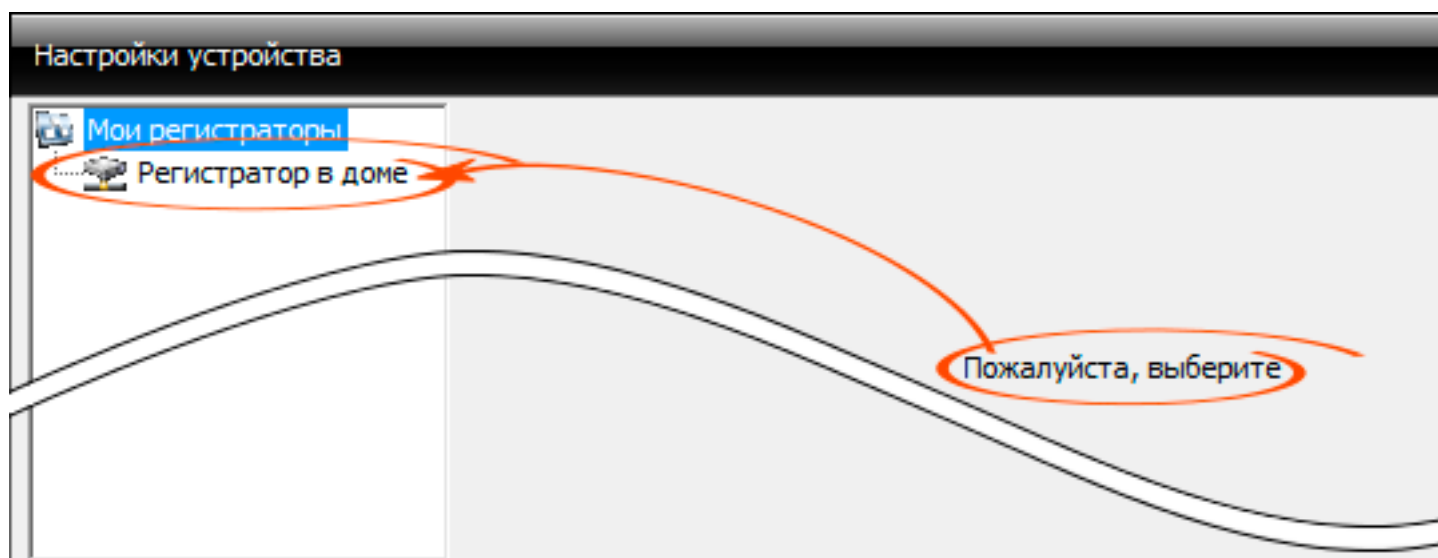 Настройки устройства
Мои регистраторы
Регистратор в доме
Пожалуйста, выберите